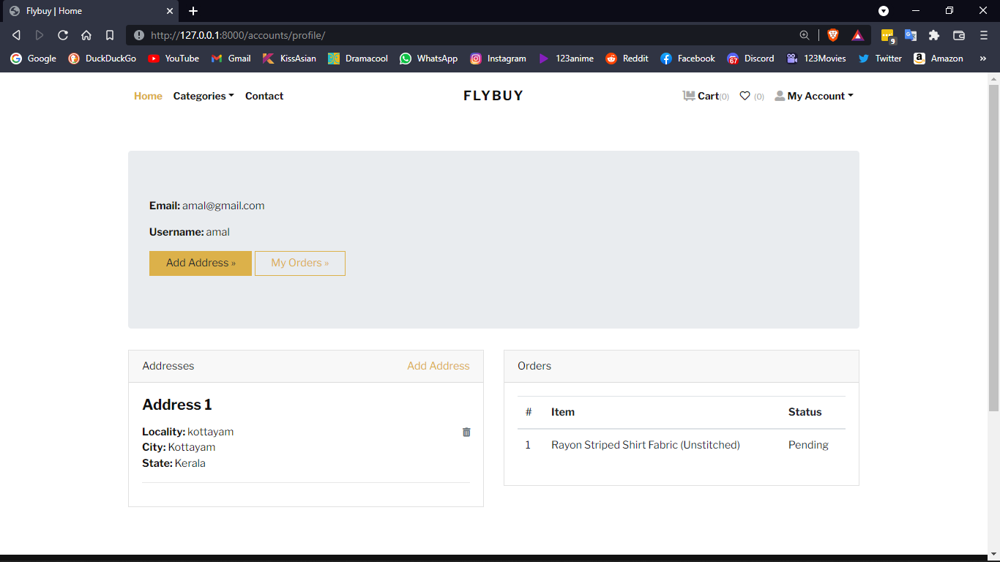 Flybuy | Home
http://127.0.0.1:8000/accounts/profile/
9
Google DuckDuckGo YouTube Gmail KissAsian Dramacool WhatsApp Instagram 123anime Reddit Facebook 67 Discord 123Movies Twitter Amazon »
Home Categories Contact FLYBUY Cart(0) (0) My Account
Email: amal@gmail.com
Username: amal
Add Address » My Orders »
Addresses Add Address
Address 1
Locality: kottayam
City: Kottayam
State: Kerala
Orders
# Item Status
1 Rayon Striped Shirt Fabric (Unstitched) Pending